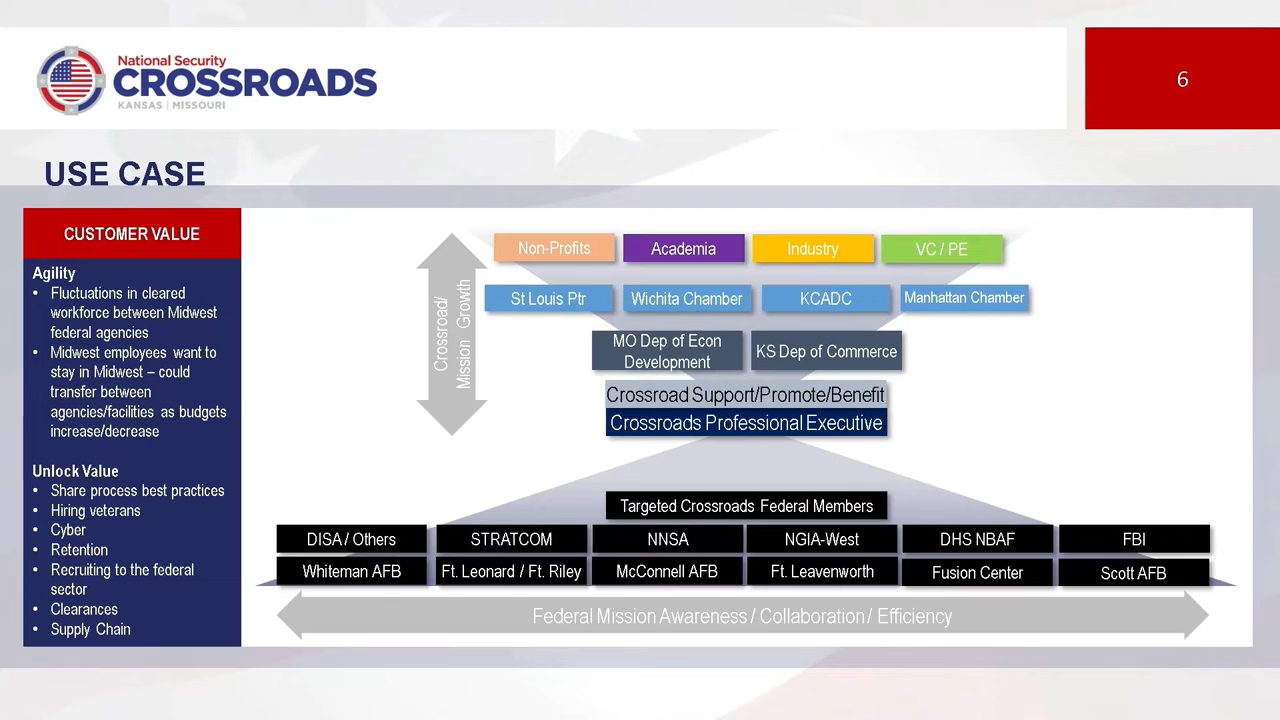 National Security
CROSSROADS
KANSAS | MISSOURI
6
USE CASE
CUSTOMER VALUE
Agility
• Fluctuations in cleared
workforce between Midwest
federal agencies
• Midwest employees want to
stay in Midwest – could
transfer between
agencies/facilities as budgets
increase/decrease
Unlock Value
• Share process best practices
• Hiring veterans
• Cyber
• Retention
• Recruiting to the federal
sector
• Clearances
• Supply Chain
Crossroad/
Mission Growth
Non-Profits
Academia
Industry
VC / PE
St Louis Ptr
Wichita Chamber
KCADC
Manhattan Chamber
MO Dep of Econ
Development
KS Dep of Commerce
Crossroad Support/Promote/Benefit
Crossroads Professional Executive
Targeted Crossroads Federal Members
DISA / Others
STRATCOM
NNSA
NGIA-West
DHS NBAF
FBI
Whiteman AFB
Ft. Leonard / Ft. Riley
McConnell AFB
Ft. Leavenworth
Fusion Center
Scott AFB
Federal Mission Awareness / Collaboration / Efficiency